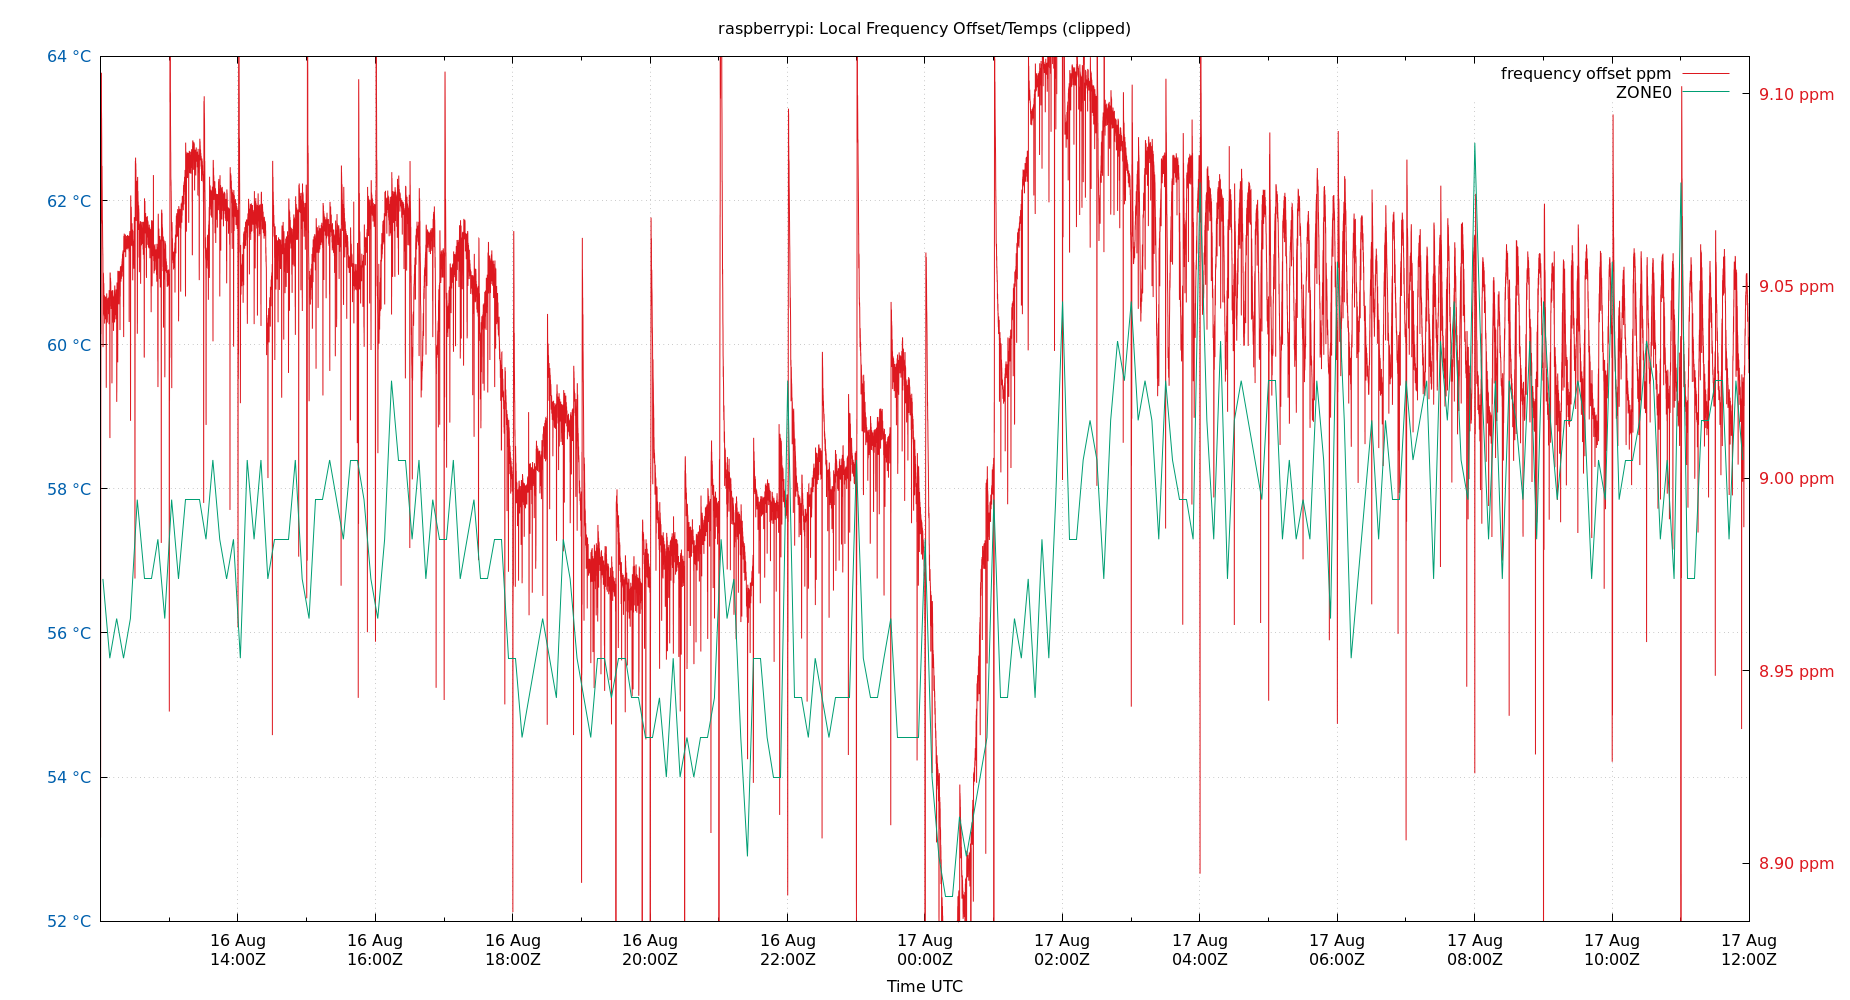 raspberrypi: Local Frequency Offset/Temps (clipped)
64 °C
62 °C
60 °C
58 °C
56 °C
54 °C
52 °C
frequency offset ppm
ZONE0
9.10 ppm
9.05 ppm
9.00 ppm
8.95 ppm
8.90 ppm
16 Aug 16 Aug 16 Aug 16 Aug 16 Aug 17 Aug 17 Aug 17 Aug 17 Aug 17 Aug 17 Aug 17 Aug
14:00Z 16:00Z 18:00Z 20:00Z 22:00Z 00:00Z 02:00Z 04:00Z 06:00Z 08:00Z 10:00Z 12:00Z
Time UTC